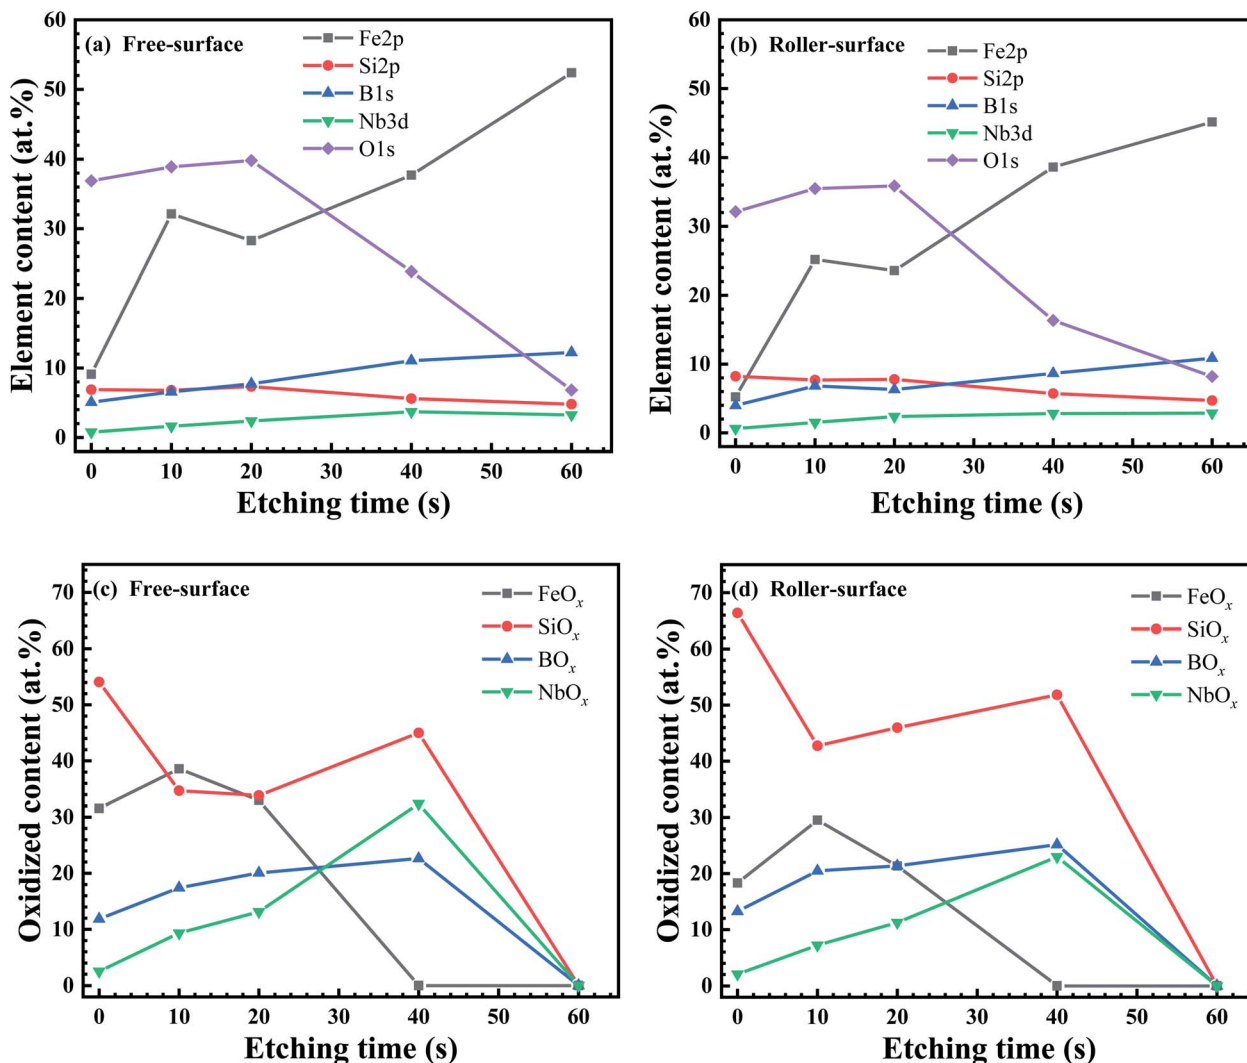 (a) Free-surface
Fe2p
Si2p
B1s
Nb3d
O1s
Element content (at.%)
60
50
40
30
20
10
0
0 10 20 30 40 50 60
Etching time (s)
(b) Roller-surface
Fe2p
Si2p
B1s
Nb3d
O1s
Element content (at.%)
60
50
40
30
20
10
0
0 10 20 30 40 50 60
Etching time (s)
(c) Free-surface
FeOx
SiOx
BOx
NbOx
Oxidized content (at.%)
70
60
50
40
30
20
10
0
0 10 20 30 40 50 60
Etching time (s)
(d) Roller-surface
FeOx
SiOx
BOx
NbOx
Oxidized content (at.%)
70
60
50
40
30
20
10
0
0 10 20 30 40 50 60
Etching time (s)